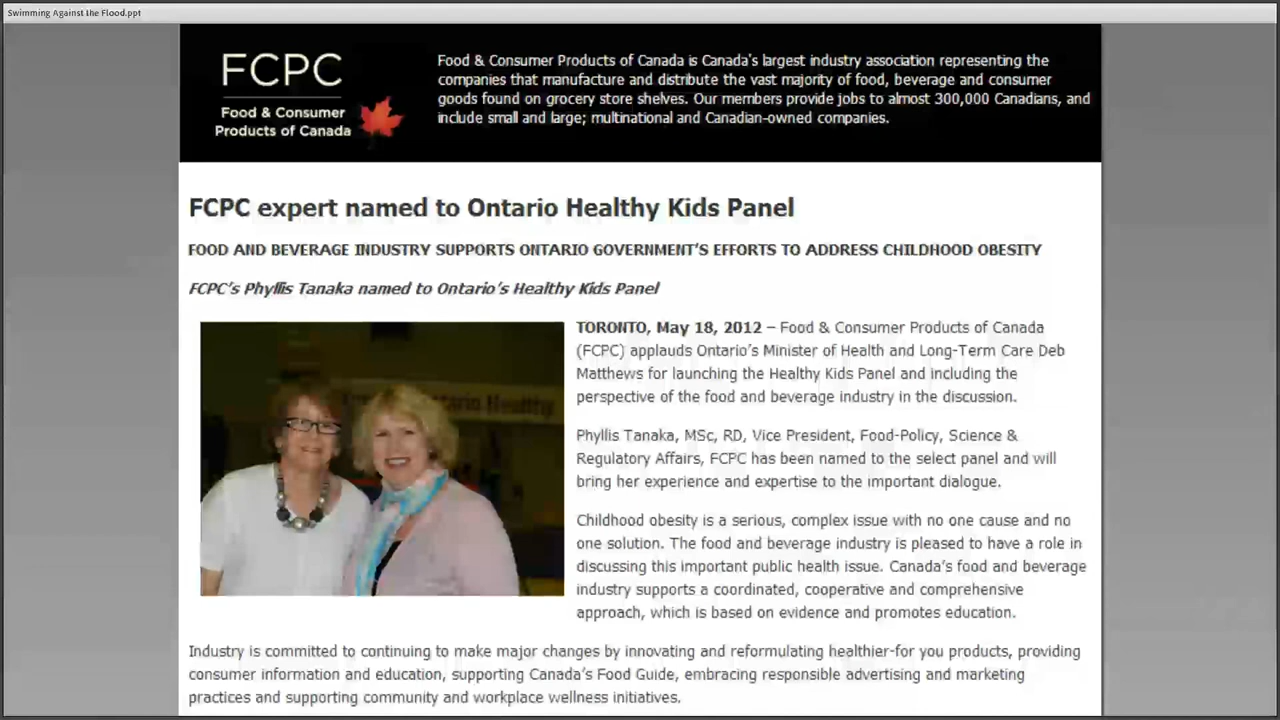 Swimming Against the Flood.ppt
FCPC
Food & Consumer
Products of Canada
Food & Consumer Products of Canada is Canada's largest industry association representing the
companies that manufacture and distribute the vast majority of food, beverage and consumer
goods found on grocery store shelves. Our members provide jobs to almost 300,000 Canadians, and
include small and large; multinational and Canadian-owned companies.
FCPC expert named to Ontario Healthy Kids Panel
FOOD AND BEVERAGE INDUSTRY SUPPORTS ONTARIO GOVERNMENT'S EFFORTS TO ADDRESS CHILDHOOD OBESITY
FCPC's Phyllis Tanaka named to Ontario's Healthy Kids Panel
TORONTO, May 18, 2012 – Food & Consumer Products of Canada
(FCPC) applauds Ontario's Minister of Health and Long-Term Care Deb
Matthews for launching the Healthy Kids Panel and including the
perspective of the food and beverage industry in the discussion.
Phyllis Tanaka, MSc, RD, Vice President, Food-Policy, Science &
Regulatory Affairs, FCPC has been named to the select panel and will
bring her experience and expertise to the important dialogue.
Childhood obesity is a serious, complex issue with no one cause and no
one solution. The food and beverage industry is pleased to have a role in
discussing this important public health issue. Canada's food and beverage
industry supports a coordinated, cooperative and comprehensive
approach, which is based on evidence and promotes education.
Industry is committed to continuing to make major changes by innovating and reformulating healthier-for you products, providing
consumer information and education, supporting Canada's Food Guide, embracing responsible advertising and marketing
practices and supporting community and workplace wellness initiatives.